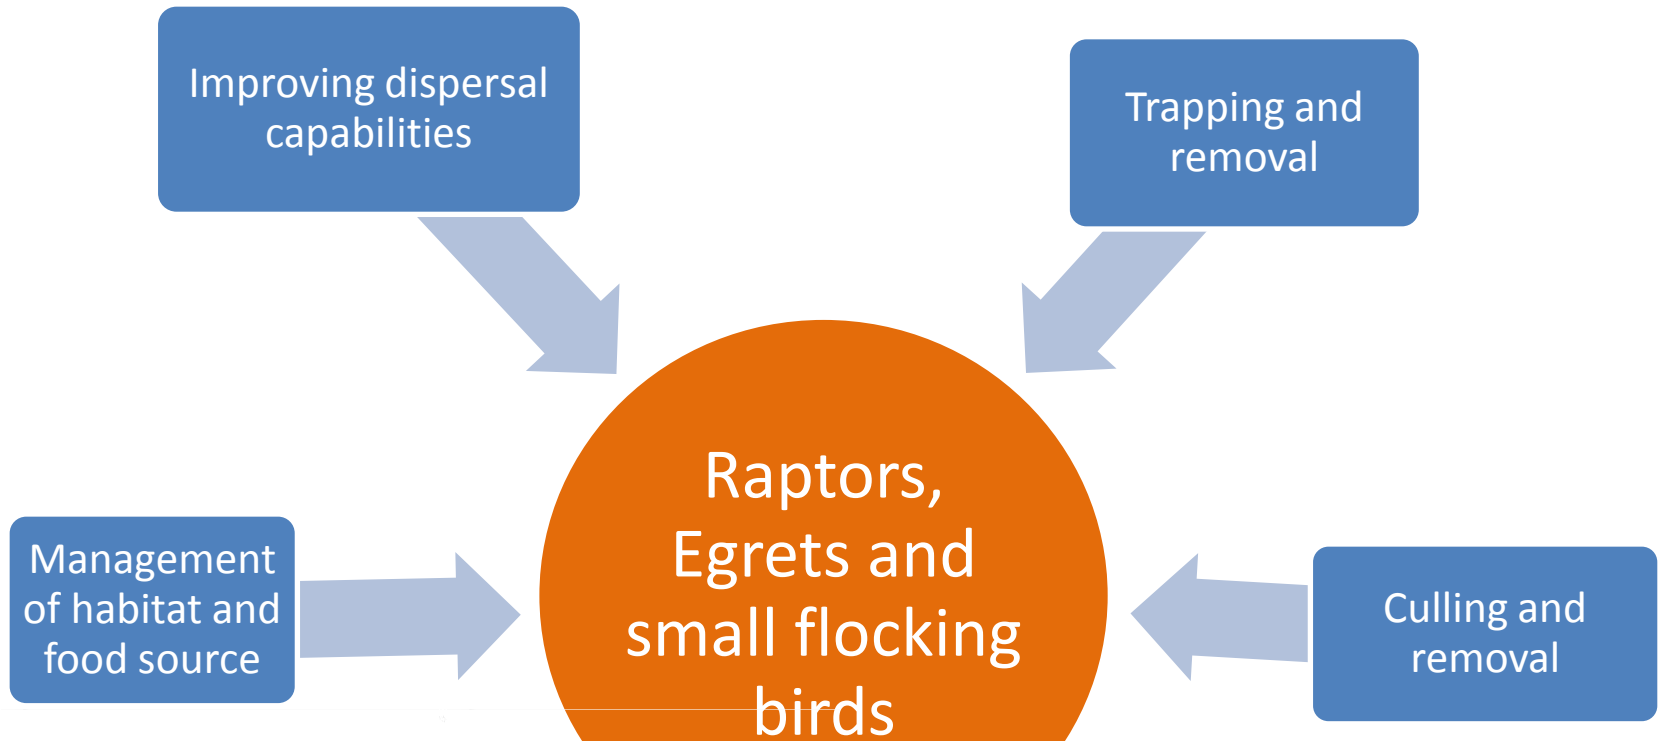 Improving dispersal
capabilities
Trapping and
removal
Management
of habitat and
food source
Raptors,
Egrets and
small flocking
birds
Culling and
removal